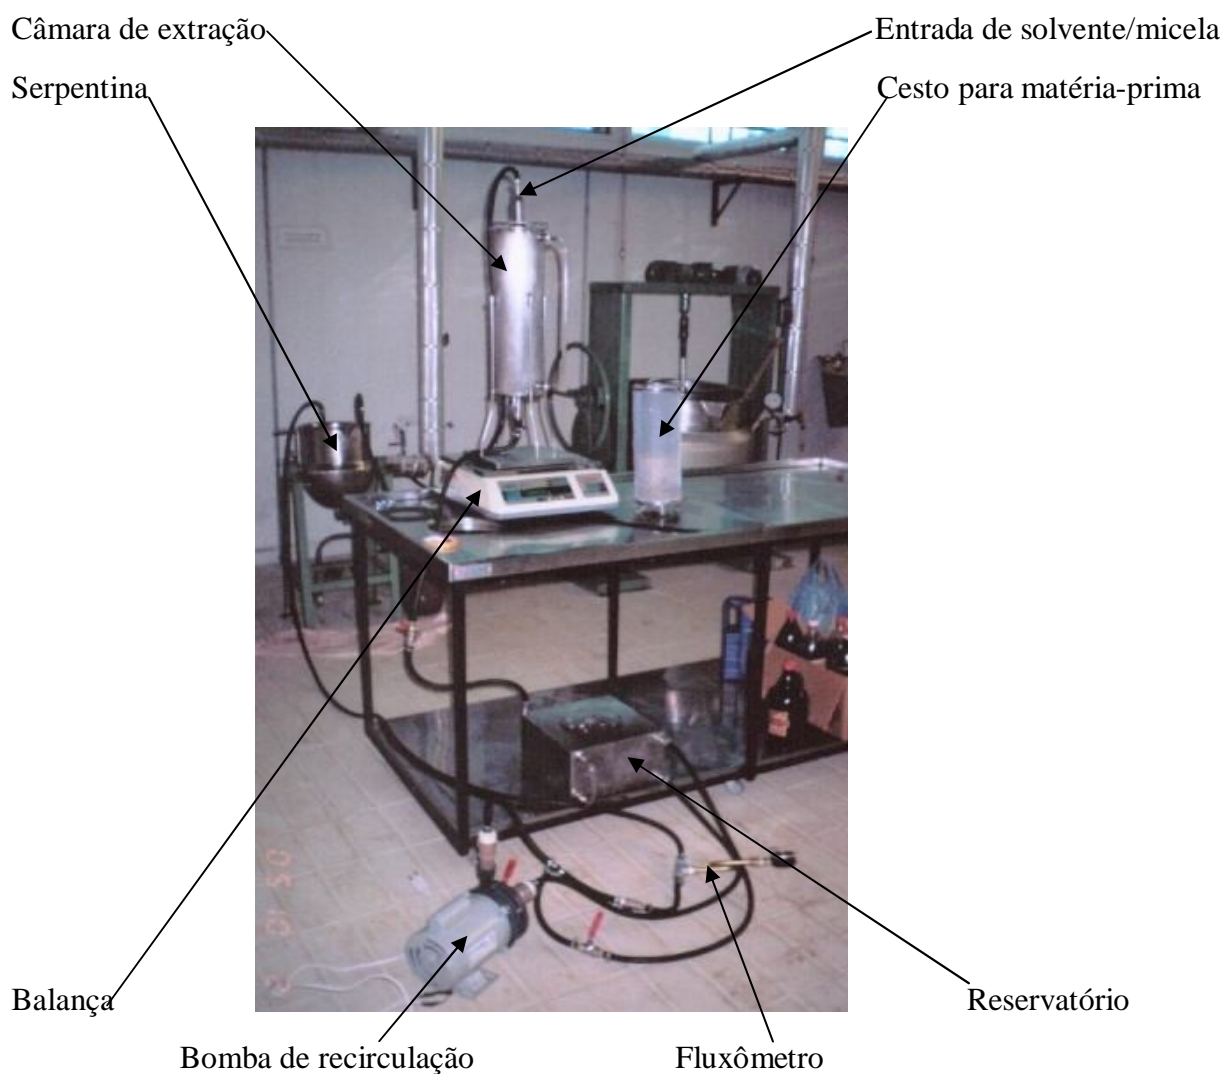 Câmara de extração
Entrada de solvente/micela
Serpentina
Cesto para matéria-prima
Balança
Reservatório
Bomba de recirculação
Fluxômetro